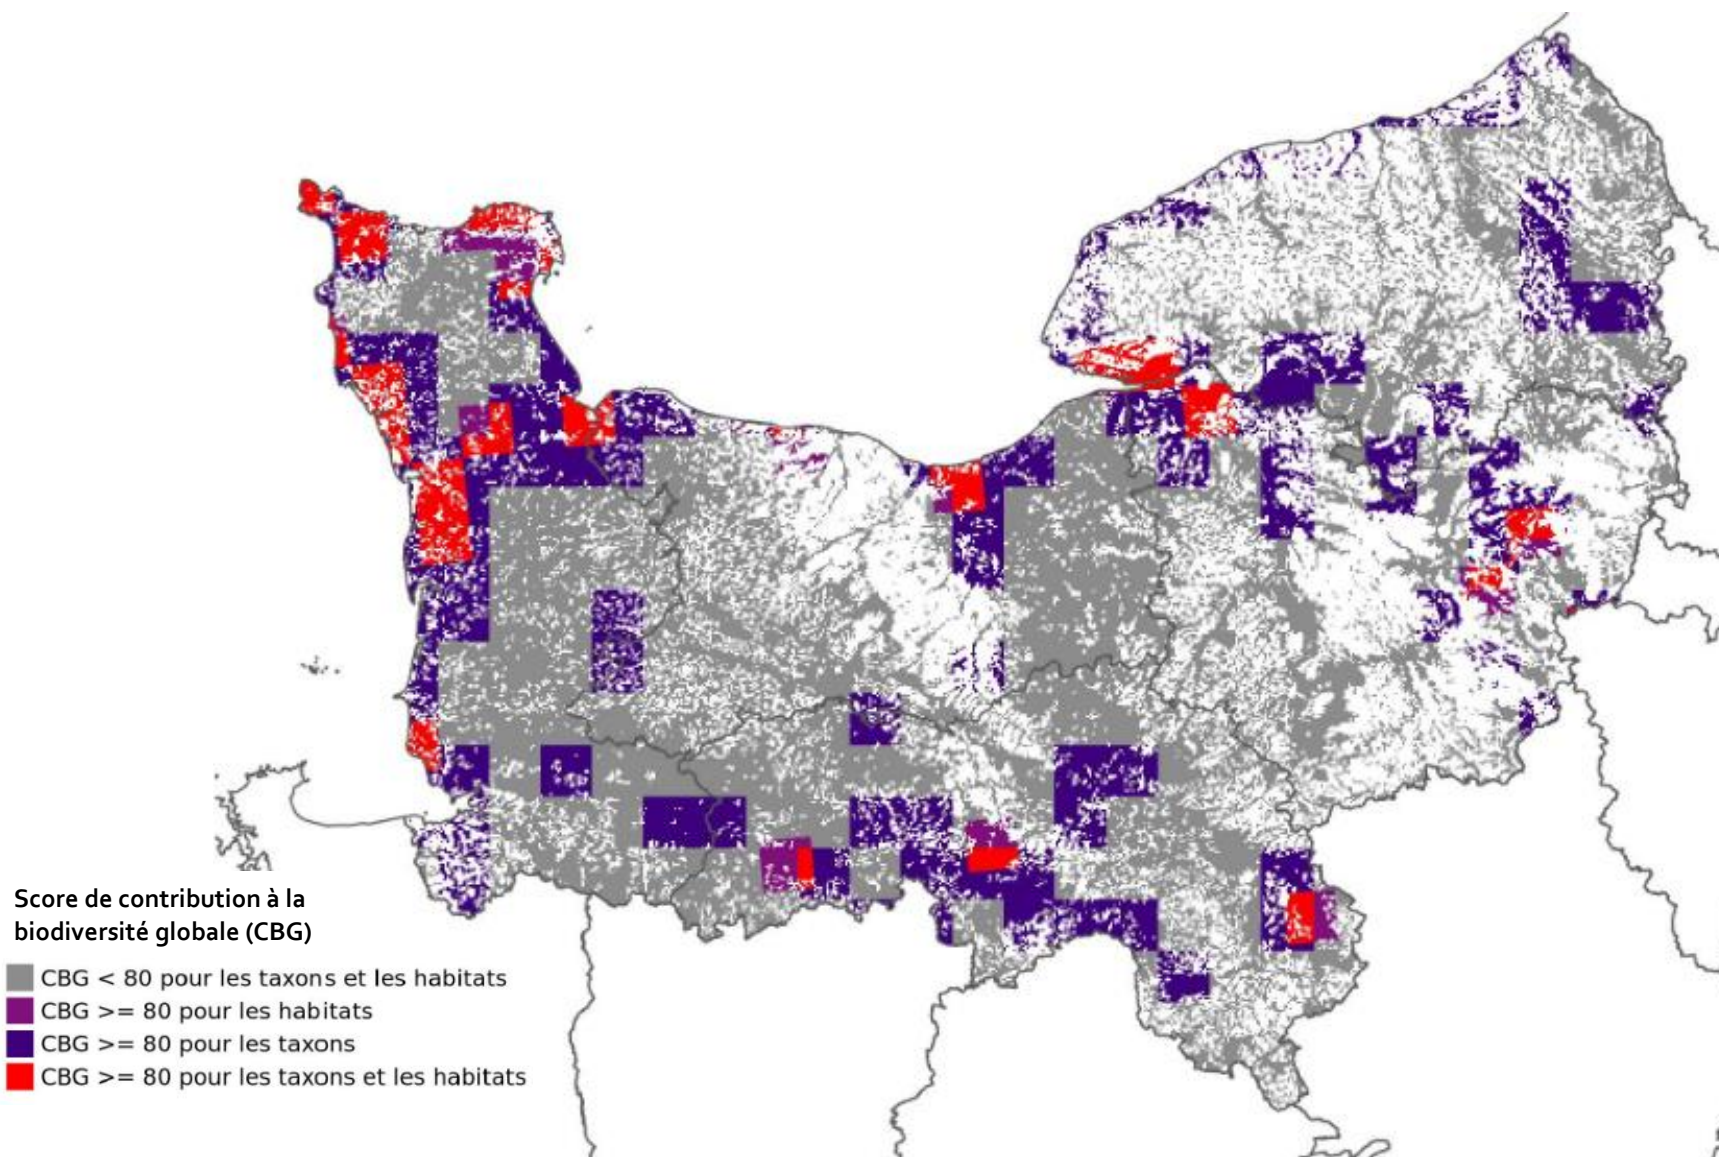 Score de contribution à la
biodiversité globale (CBG)
CBG < 80 pour les taxons et les habitats
CBG >= 80 pour les habitats
CBG >= 80 pour les taxons
CBG >= 80 pour les taxons et les habitats